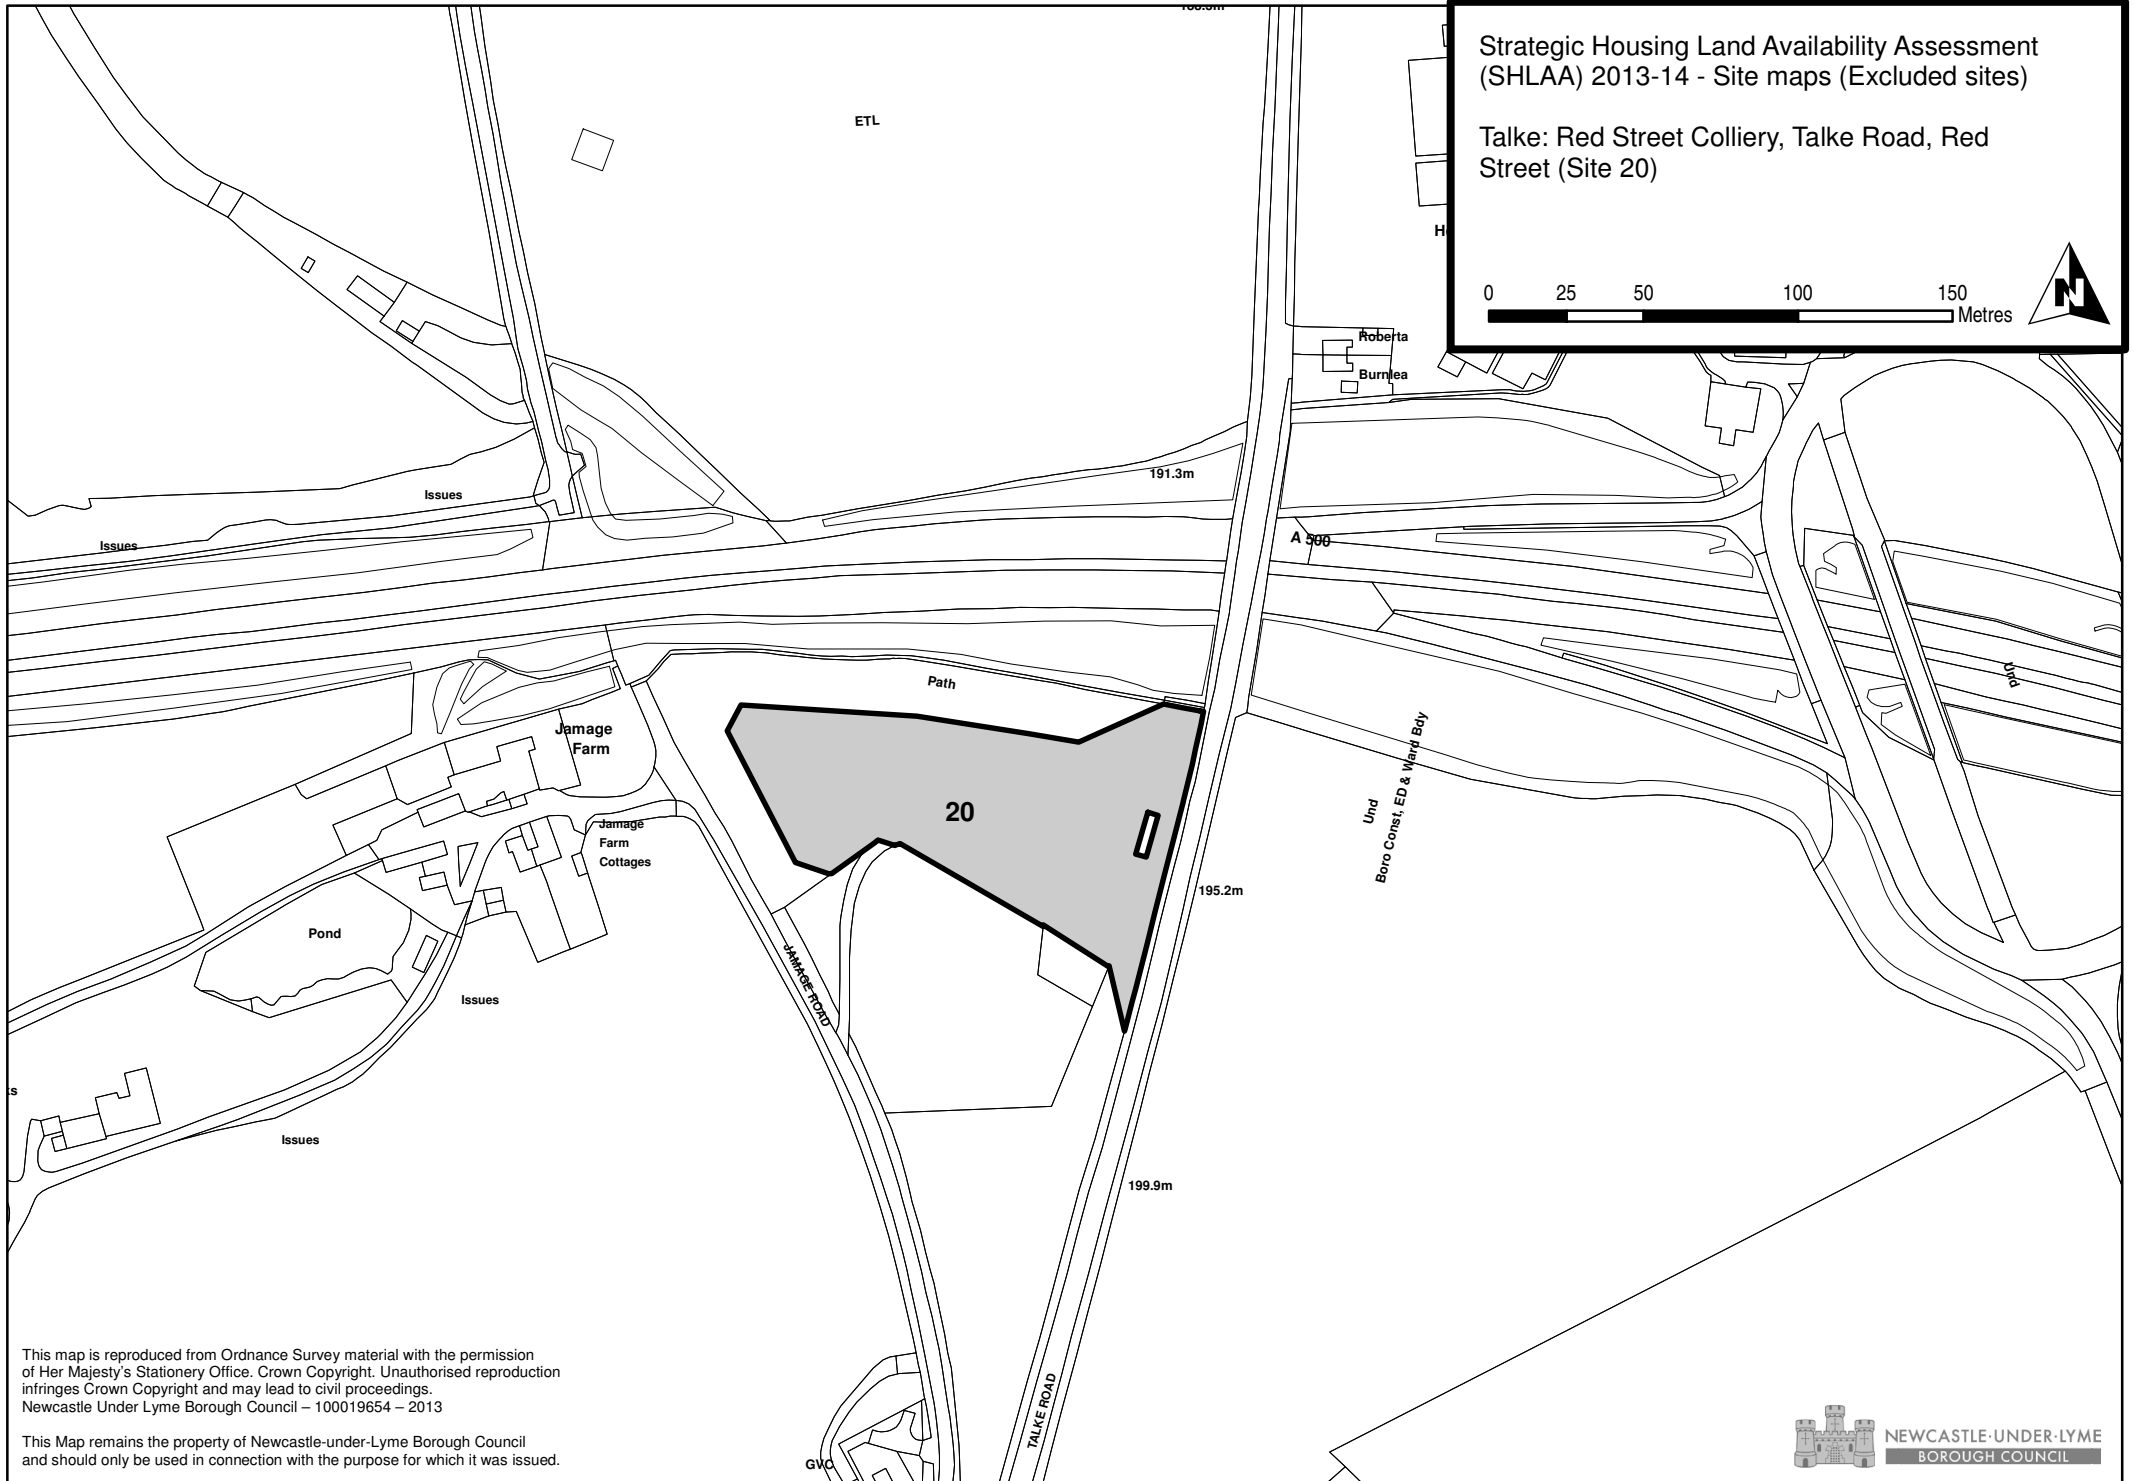 Strategic Housing Land Availability Assessment
(SHLAA) 2013-14 - Site maps (Excluded sites)
Talke: Red Street Colliery, Talke Road, Red
Street (Site 20)
0 25 50 100 150
Metres
N
ETL
Roberta
Burnlea
191.3m
Issues
Issues
A 500
Path
Und
Jamage
Farm
20
Und
Boro Const, ED & Ward Bdy
Jamage
Farm
Cottages
195.2m
Pond
JAMAGE ROAD
Issues
Issues
199.9m
TALKE ROAD
GVC
This map is reproduced from Ordnance Survey material with the permission
of Her Majesty's Stationery Office. Crown Copyright. Unauthorised reproduction
infringes Crown Copyright and may lead to civil proceedings.
Newcastle Under Lyme Borough Council – 100019654 – 2013
This Map remains the property of Newcastle-under-Lyme Borough Council
and should only be used in connection with the purpose for which it was issued.
NEWCASTLE·UNDER·LYME
BOROUGH COUNCIL